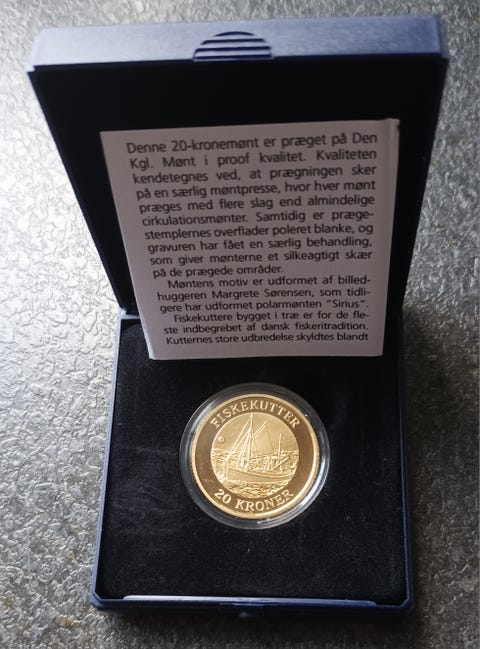 Denne 20-kronemønt er præget på Den
Kgl. Mønt i proof kvalitet. Kvaliteten
kendetegnes ved, at prægningen sker
på en særlig møntpresse, hvor hver mønt
præges med flere slag end almindelige
cirkulationsmønter. Samtidig er præge-
stemplernes overflader poleret blanke, og
gravuren har fået en særlig behandling,
som giver mønterne et silkeagtigt skær
på de prægede områder.
Møntens motiv er udformet af billed-
huggeren Margrete Sørensen, som tidli-
gere har udformet polarmønten "Sirius".
Fiskekuttere bygget i træ er for de fle-
ste indbegrebet af dansk fiskeritradition.
Kutternes store udbredelse skyldtes blandt
FISKEKUTTER
20 KRONER